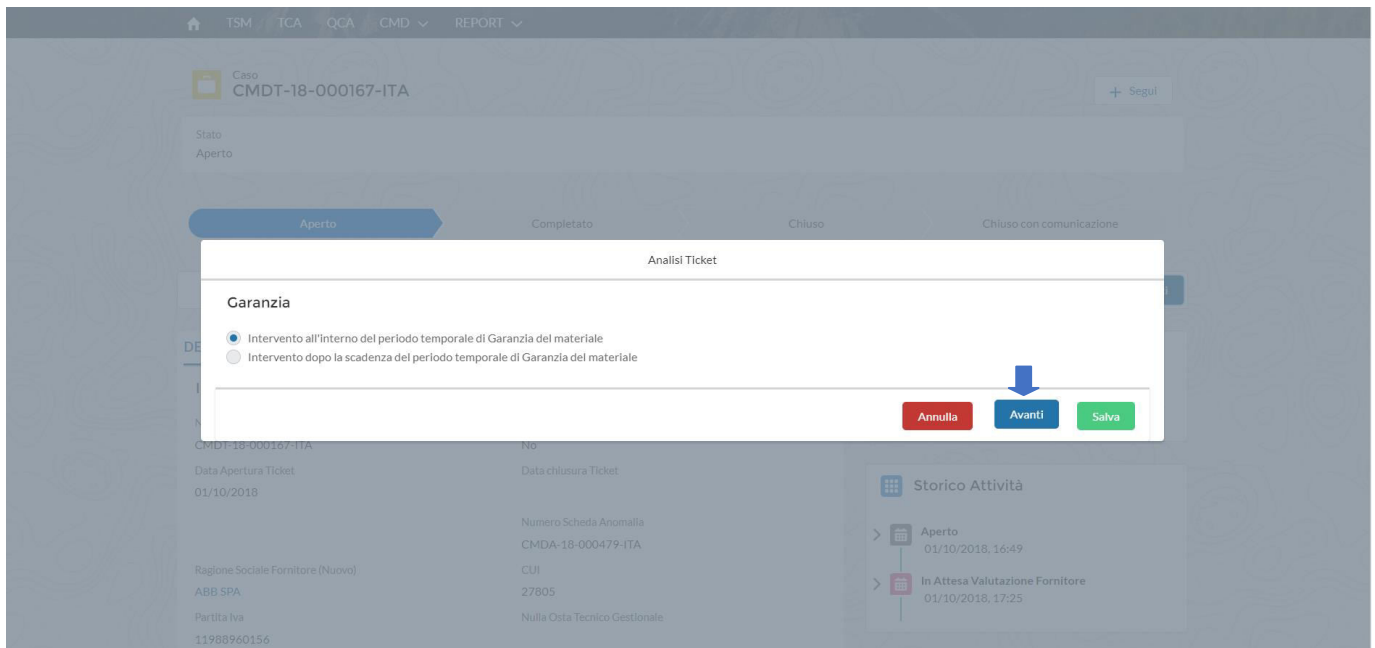 TSM TCA QCA CMD REPORT
Caso
CMDT-18-000167-ITA
+ Segui
Stato
Aperto
Aperto Completato Chiuso Chiuso con comunicazione
Analisi Ticket
Garanzia
DE
Intervento all'interno del periodo temporale di Garanzia del materiale
Intervento dopo la scadenza del periodo temporale di Garanzia del materiale
Annulla Avanti Salva
CMDT-18-000167-ITA No
Data Apertura Ticket Data chiusura Ticket
01/10/2018
Storico Attività
Numero Scheda Anomalia
CMDA-18-000479-ITA
Aperto
01/10/2018, 16:49
Ragione Sociale Fornitore (Nuovo) CUI
ABB SPA 27805
In Attesa Valutazione Fornitore
01/10/2018, 17:25
Partita Iva Nulla Osta Tecnico Gestionale
11988960156